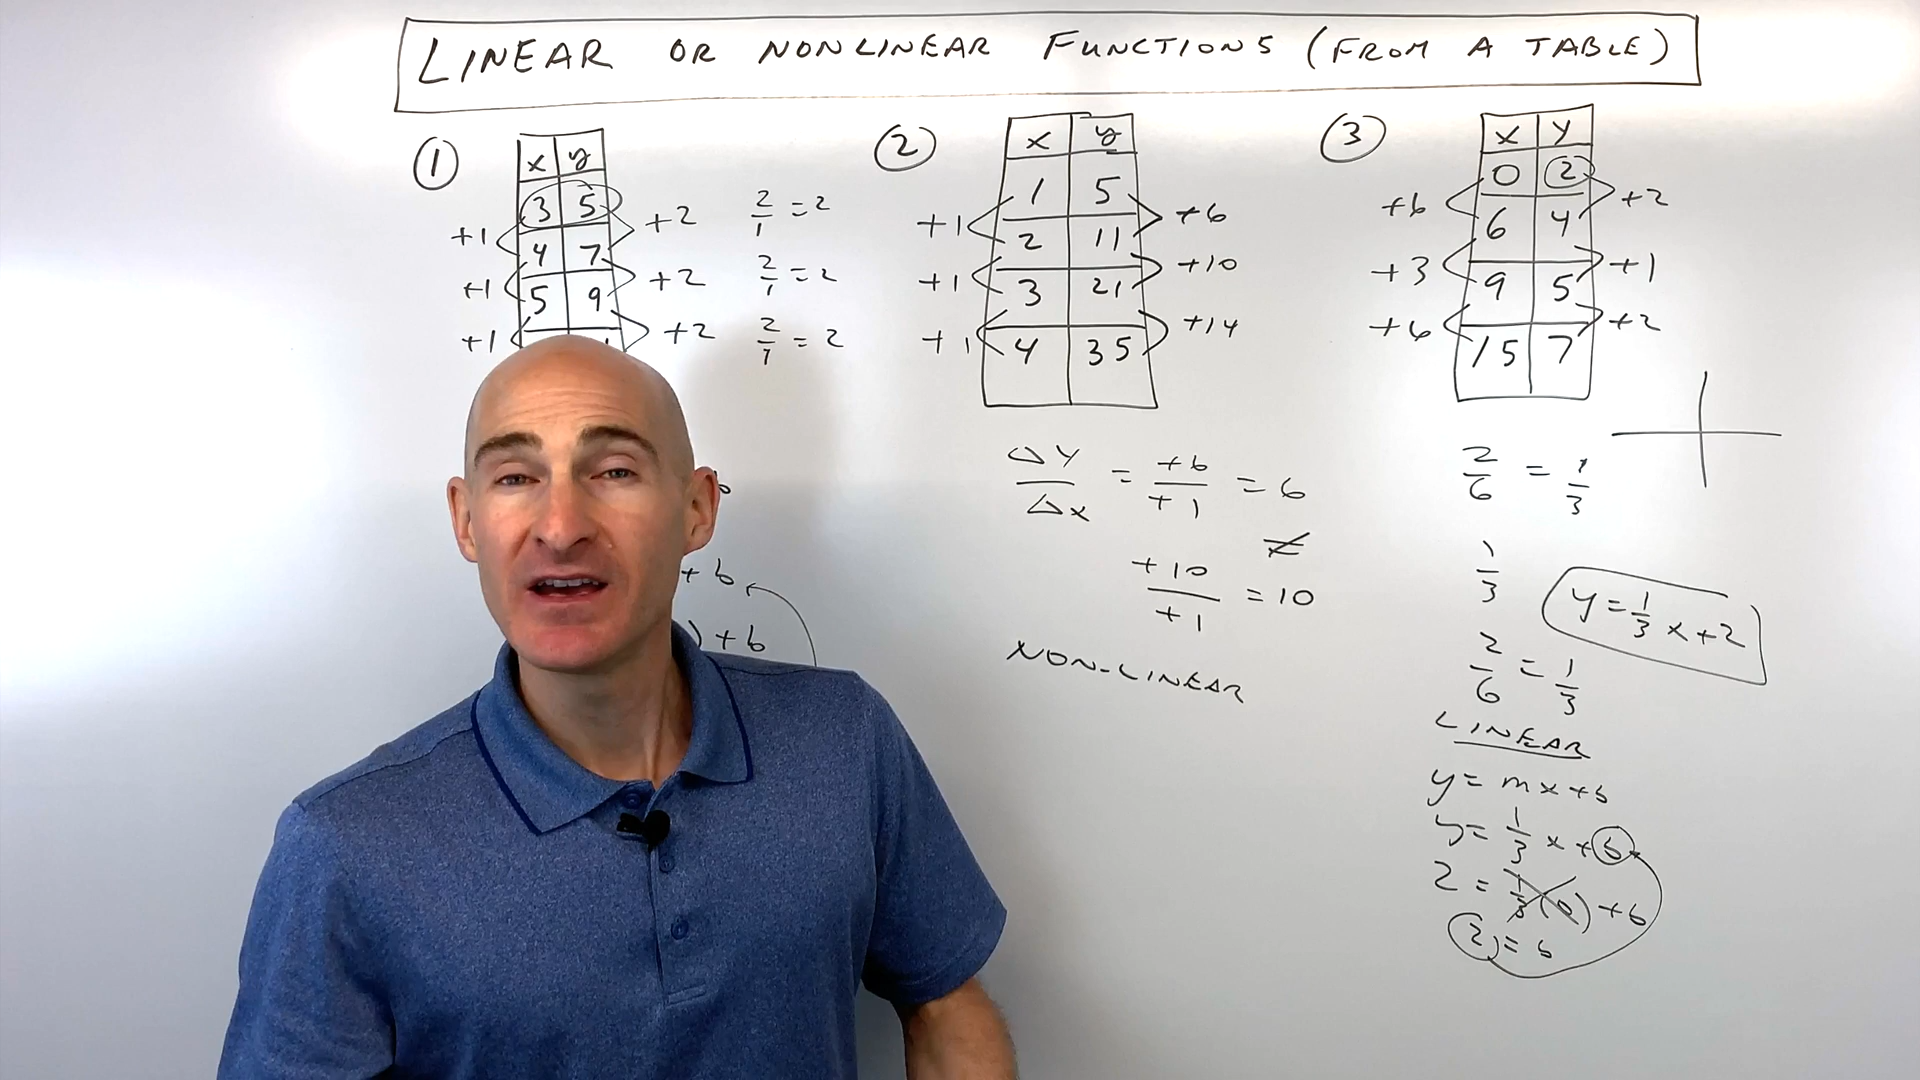 LINEAR OR NONLINEAR FUNCTIONS (FROM A TABLE)
1
x y
3 5
4 7
5 9
+1 +2 2/1 = 2
+1 +2 2/1 = 2
+1 +2 2/1 = 2
+ b
) + b
2
x y
1 5
2 11
3 21
4 35
+1 +6
+1 +10
+1 +14
Δy/Δx = +6/+1 = 6
≠
+10/+1 = 10
NON-LINEAR
3
x y
0 2
6 4
9 5
15 7
+6 +2
+3 +1
+6 +2
2/6 = 1/3
1/3
2/6 = 1/3
y = 1/3 x + 2
LINEAR
y = mx + b
y = 1/3 x + b
2 = 1/3 (0) + b
2 = b